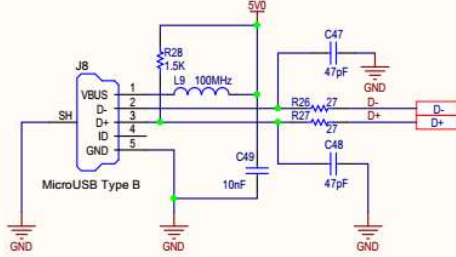 5V0
C47
47pF
GND
R28
1.5K
J8
L9 100MHz
VBUS 1
D- 2
D+ 3
ID 4
GND 5
SH
R26 27 D- D-
R27 27 D+ D+
C49
10nF
C48
47pF
MicroUSB Type B
GND
GND
GND